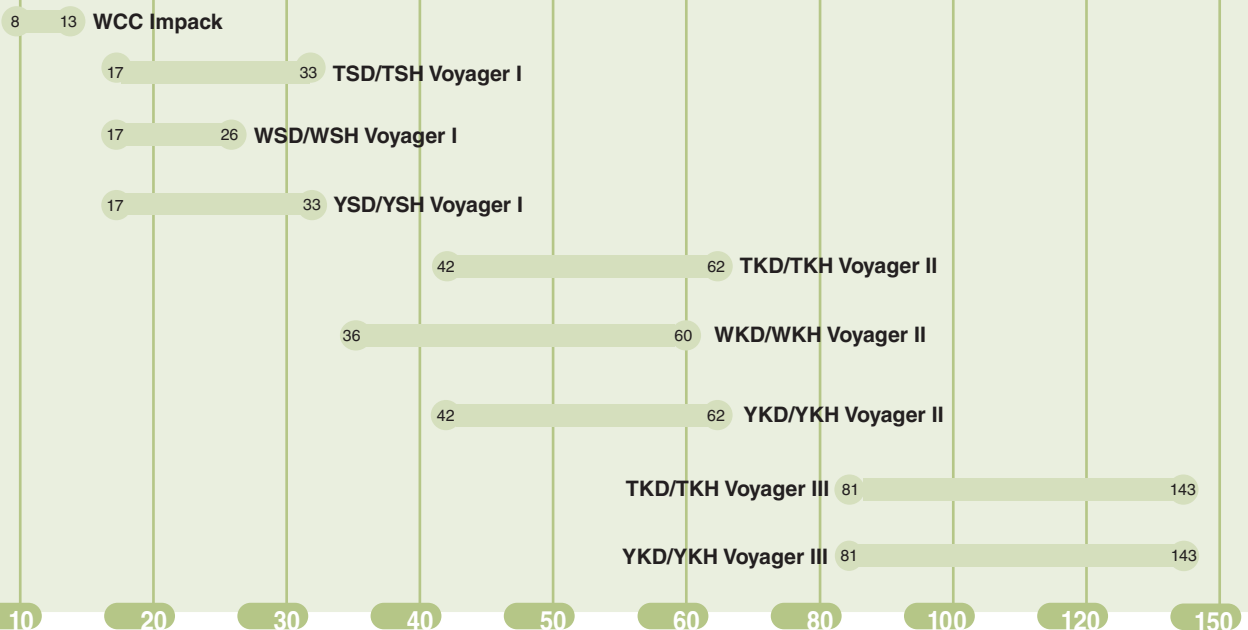 8 13 WCC Impack
17 33 TSD/TSH Voyager I
17 26 WSD/WSH Voyager I
17 33 YSD/YSH Voyager I
42 62 TKD/TKH Voyager II
36 60 WKD/WKH Voyager II
42 62 YKD/YKH Voyager II
TKD/TKH Voyager III 81 143
YKD/YKH Voyager III 81 143
10 20 30 40 50 60 80 100 120 150